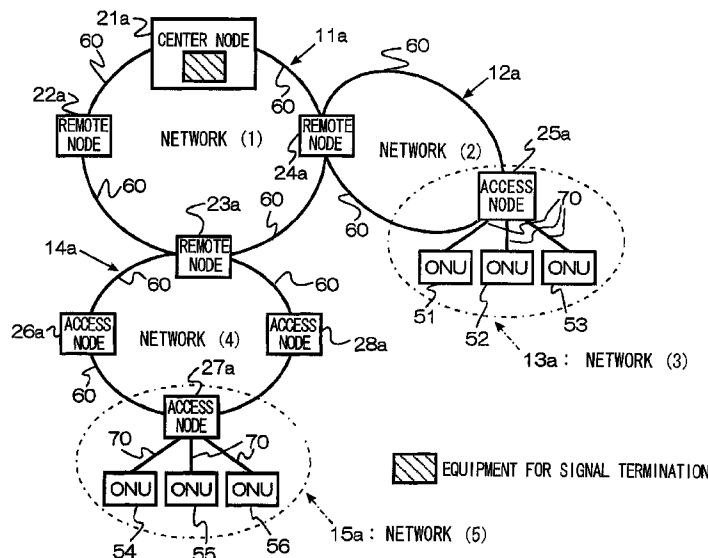 21a
CENTER NODE
60
11a
60
60
12a
22a
REMOTE NODE
NETWORK (1)
REMOTE NODE
24a
NETWORK (2)
25a
ACCESS NODE
70
60
23a
60
60
REMOTE NODE
14a
60
60
ONU
ONU
ONU
51
52
53
26a
ACCESS NODE
NETWORK (4)
ACCESS NODE
28a
13a: NETWORK (3)
60
27a
ACCESS NODE
70
70
ONU
ONU
ONU
54
55
56
EQUIPMENT FOR SIGNAL TERMINATION
15a: NETWORK (5)